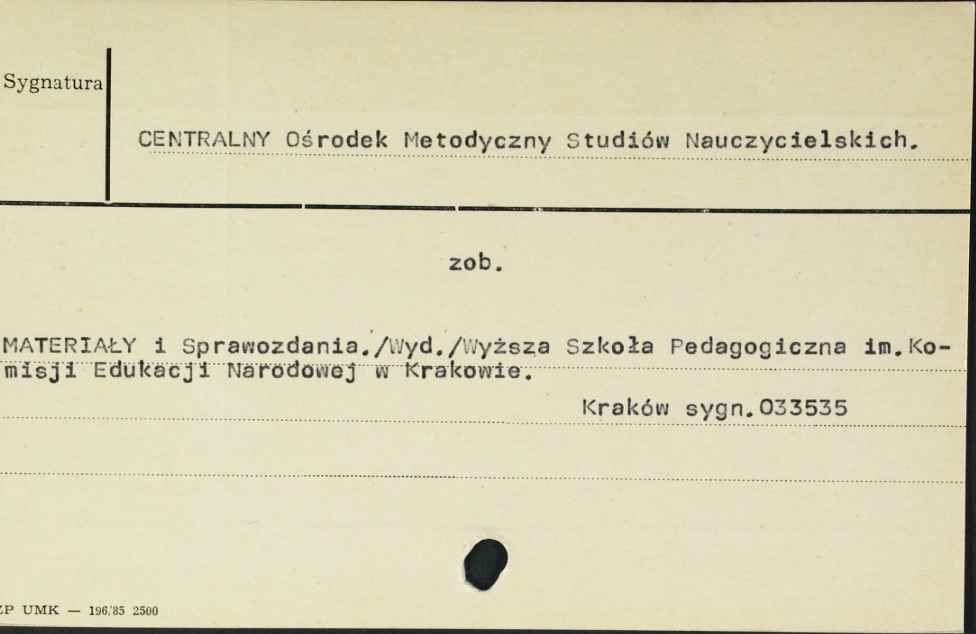 Sygnatura
CENTRALNY Ośrodek Metodyczny Studiów Nauczycielskich.
zob.
MATERIAŁY i Sprawozdania./Wyd./Wyższa Szkoła Pedagogiczna im.Ko-
misji Edukacji Narodowej w Krakowie.
Kraków sygn.033535
ZP UMK — 196/85 2500